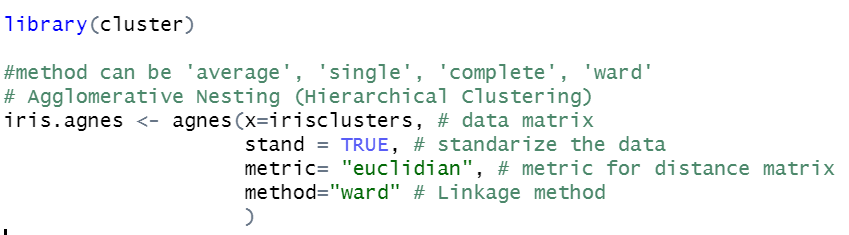 library(cluster)
#method can be 'average', 'single', 'complete', 'ward'
# Agglomerative Nesting (Hierarchical Clustering)
iris.agnes <- agnes(x=irisclusters, # data matrix
stand = TRUE, # standarize the data
metric= "euclidian", # metric for distance matrix
method="ward" # Linkage method
)